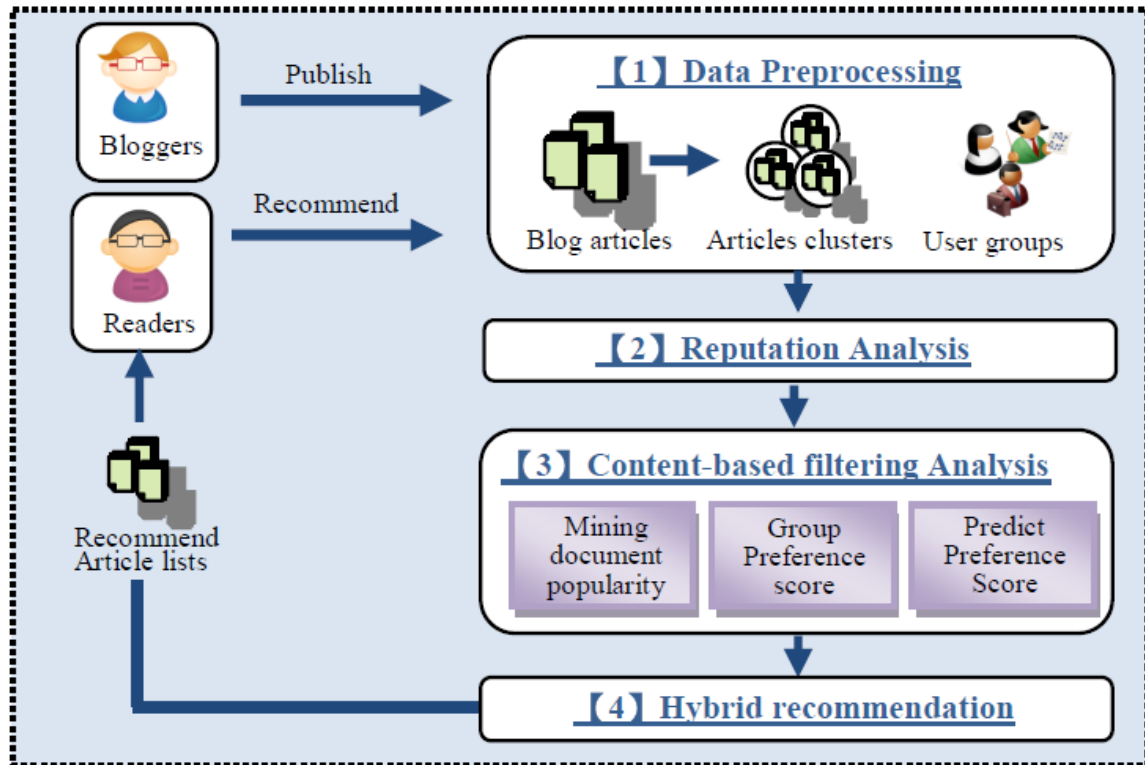 Bloggers
Publish
Readers
Recommend
【1】Data Preprocessing
Blog articles
Articles clusters
User groups
【2】Reputation Analysis
【3】Content-based filtering Analysis
Mining
document
popularity
Group
Preference
score
Predict
Preference
Score
【4】Hybrid recommendation
Recommend
Article lists